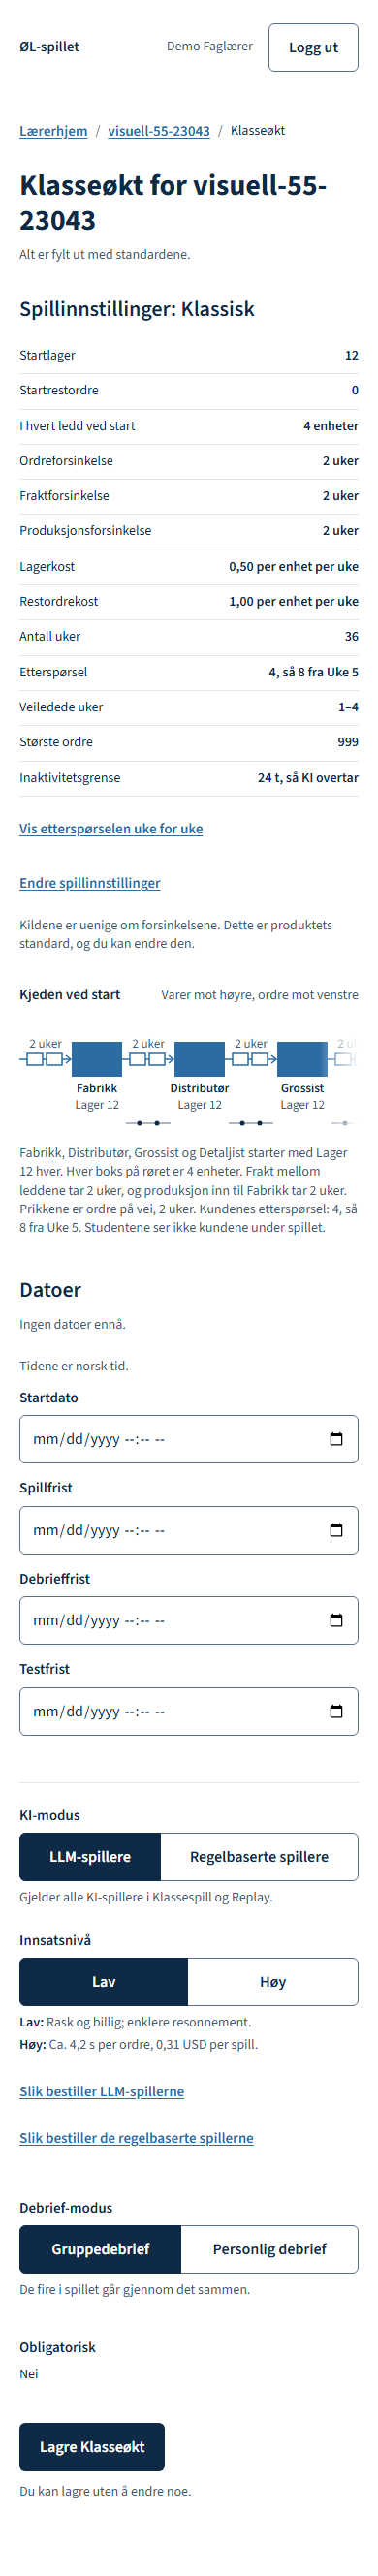 ØL-spillet
Demo Faglærer
Logg ut
Lærerhjem / visuell-55-23043 / Klasseøkt
Klasseøkt for visuell-55-
23043
Alt er fylt ut med standardene.
Spillinnstillinger: Klassisk
Startlager 12
Startrestordre 0
I hvert ledd ved start 4 enheter
Ordreforsinkelse 2 uker
Fraktforsinkelse 2 uker
Produksjonsforsinkelse 2 uker
Lagerkost 0,50 per enhet per uke
Restordrekost 1,00 per enhet per uke
Antall uker 36
Etterspørsel 4, så 8 fra Uke 5
Veiledede uker 1–4
Største ordre 999
Inaktivitetsgrense 24 t, så KI overtar
Vis etterspørselen uke for uke
Endre spillinnstillinger
Kildene er uenige om forsinkelsene. Dette er produktets
standard, og du kan endre den.
Kjeden ved start Varer mot høyre, ordre mot venstre
2 uker 2 uker 2 uker 2
Fabrikk Distributør Grossist
Lager 12 Lager 12 Lager 12
Fabrikk, Distributør, Grossist og Detaljist starter med Lager
12 hver. Hver boks på røret er 4 enheter. Frakt mellom
leddene tar 2 uker, og produksjon inn til Fabrikk tar 2 uker.
Prikkene er ordre på vei, 2 uker. Kundenes etterspørsel: 4, så
8 fra Uke 5. Studentene ser ikke kundene under spillet.
Datoer
Ingen datoer ennå.
Tidene er norsk tid.
Startdato
mm/dd/yyyy --:-- --
Spillfrist
mm/dd/yyyy --:-- --
Debrieffrist
mm/dd/yyyy --:-- --
Testfrist
mm/dd/yyyy --:-- --
KI-modus
LLM-spillere Regelbaserte spillere
Gjelder alle KI-spillere i Klassespill og Replay.
Innsatsnivå
Lav Høy
Lav: Rask og billig; enklere resonnement.
Høy: Ca. 4,2 s per ordre, 0,31 USD per spill.
Slik bestiller LLM-spillerne
Slik bestiller de regelbaserte spillerne
Debrief-modus
Gruppedebrief Personlig debrief
De fire i spillet går gjennom det sammen.
Obligatorisk
Nei
Lagre Klasseøkt
Du kan lagre uten å endre noe.